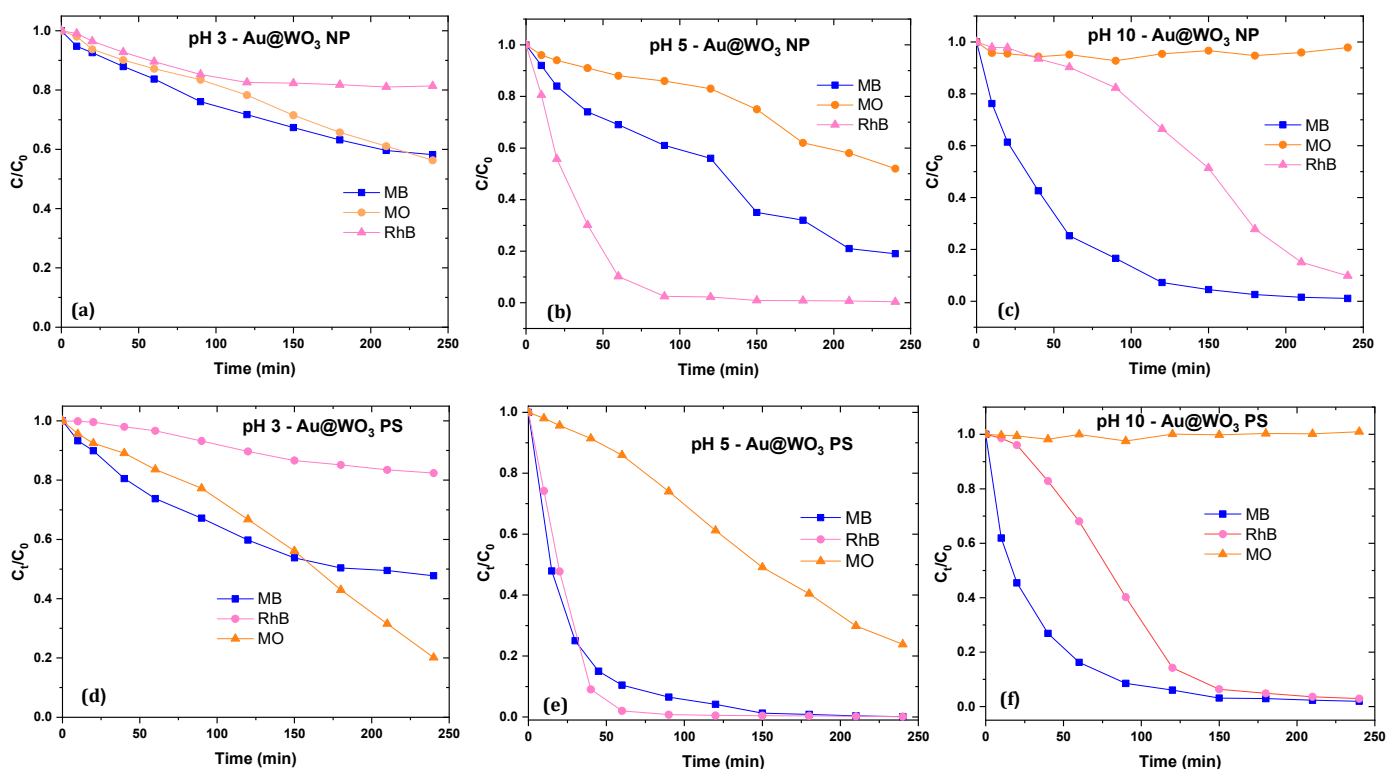 pH 3 - Au@WO₃ NP
C/C₀
1.0
0.8
0.6
0.4
0.2
0.0
MB
MO
RhB
(a)
0 50 100 150 200 250
Time (min)
pH 5 - Au@WO₃ NP
C/C₀
1.0
0.8
0.6
0.4
0.2
0.0
MB
MO
RhB
(b)
0 50 100 150 200 250
Time (min)
pH 10 - Au@WO₃ NP
C/C₀
1.0
0.8
0.6
0.4
0.2
0.0
MB
MO
RhB
(c)
0 50 100 150 200 250
Time (min)
pH 3 - Au@WO₃ PS
Cₜ/C₀
1.0
0.8
0.6
0.4
0.2
0.0
MB
RhB
MO
(d)
0 50 100 150 200 250
Time (min)
pH 5 - Au@WO₃ PS
Cₜ/C₀
1.0
0.8
0.6
0.4
0.2
0.0
MB
RhB
MO
(e)
0 50 100 150 200 250
Time (min)
pH 10 - Au@WO₃ PS
Cₜ/C₀
1.0
0.8
0.6
0.4
0.2
0.0
MB
RhB
MO
(f)
0 50 100 150 200 250
Time (min)